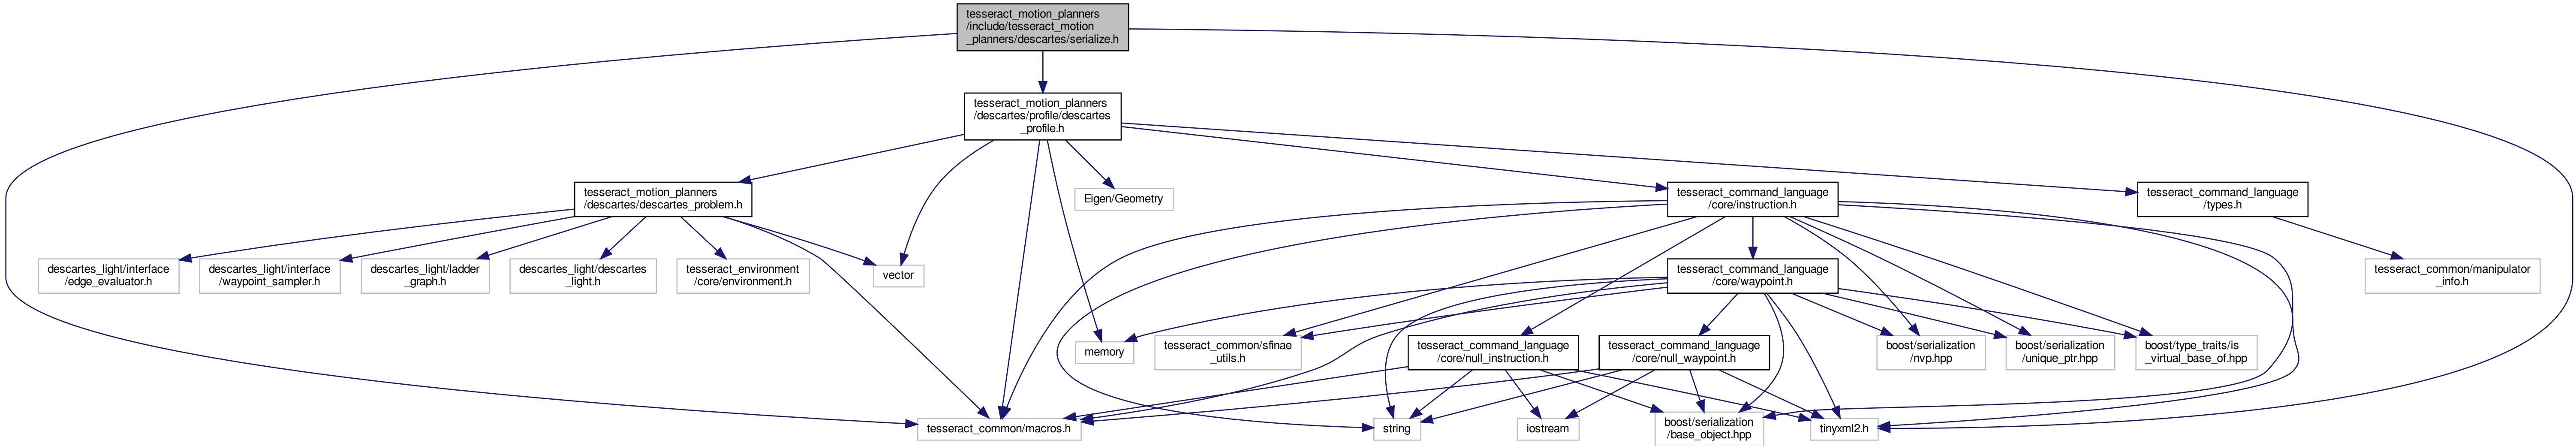 tesseract_motion_planners
/include/tesseract_motion
_planners/descartes/serialize.h
tesseract_motion_planners
/descartes/profile/descartes
_profile.h
tesseract_motion_planners
/descartes/descartes_problem.h
Eigen/Geometry
tesseract_command_language
/core/instruction.h
tesseract_command_language
/types.h
descartes_light/interface
/edge_evaluator.h
descartes_light/interface
/waypoint_sampler.h
descartes_light/ladder
_graph.h
descartes_light/descartes
_light.h
tesseract_environment
/core/environment.h
vector
tesseract_command_language
/core/waypoint.h
tesseract_common/manipulator
_info.h
memory
tesseract_common/sfinae
_utils.h
tesseract_command_language
/core/null_instruction.h
tesseract_command_language
/core/null_waypoint.h
boost/serialization
/nvp.hpp
boost/serialization
/unique_ptr.hpp
boost/type_traits/is
_virtual_base_of.hpp
tesseract_common/macros.h
string
iostream
boost/serialization
/base_object.hpp
tinyxml2.h